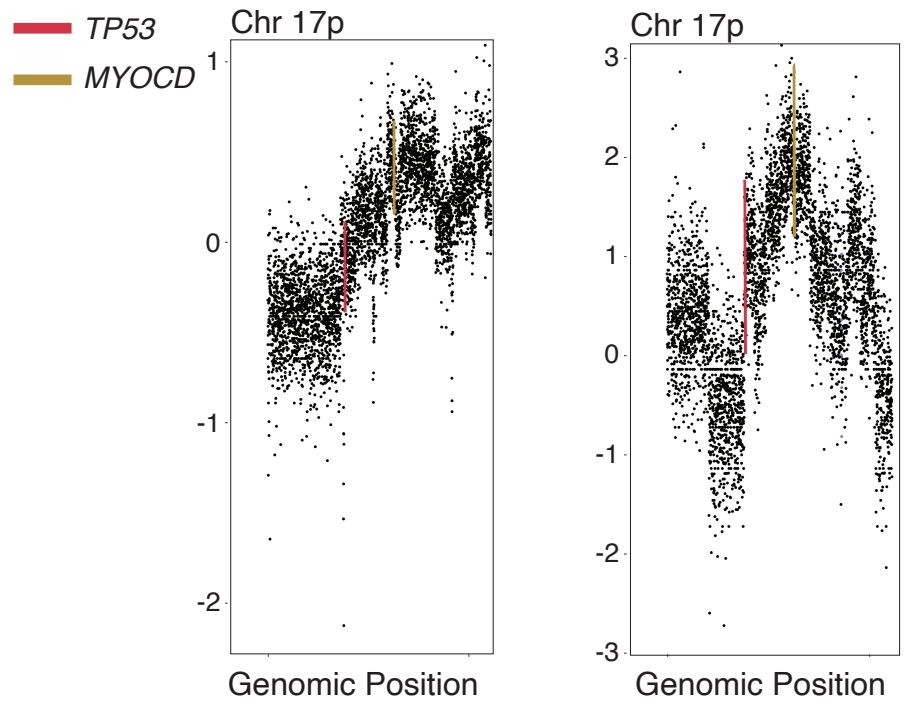 TP53
MYOCD
Chr 17p
1
0
-1
-2
Genomic Position
Chr 17p
3
2
1
0
-1
-2
-3
Genomic Position